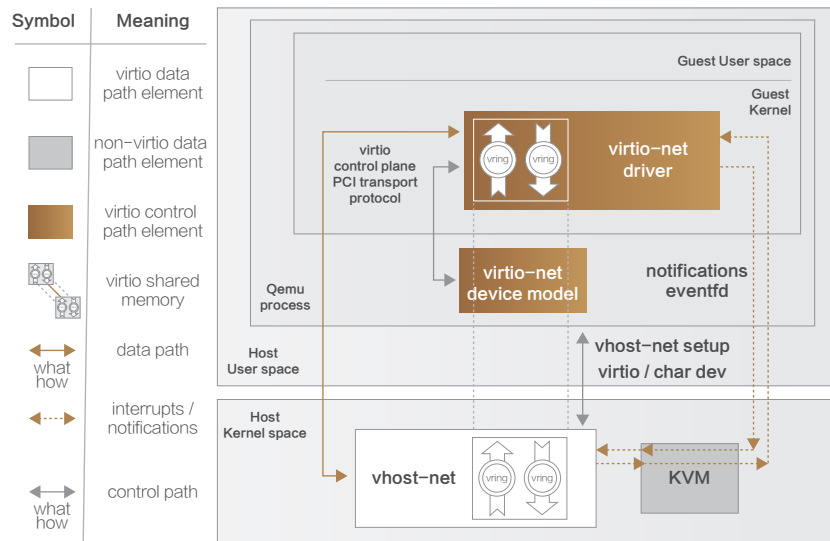 Symbol
Meaning
virtio data
path element
non-virtio data
path element
virtio control
path element
virtio shared
memory
what
how
data path
interrupts /
notifications
what
how
control path
Guest User space
Guest
Kernel
virtio
control plane
PCI transport
protocol
vring
vring
virtio-net
driver
virtio-net
device model
Qemu
process
notifications
eventfd
Host
User space
vhost-net setup
virtio / char dev
Host
Kernel space
vhost-net
vring
vring
KVM